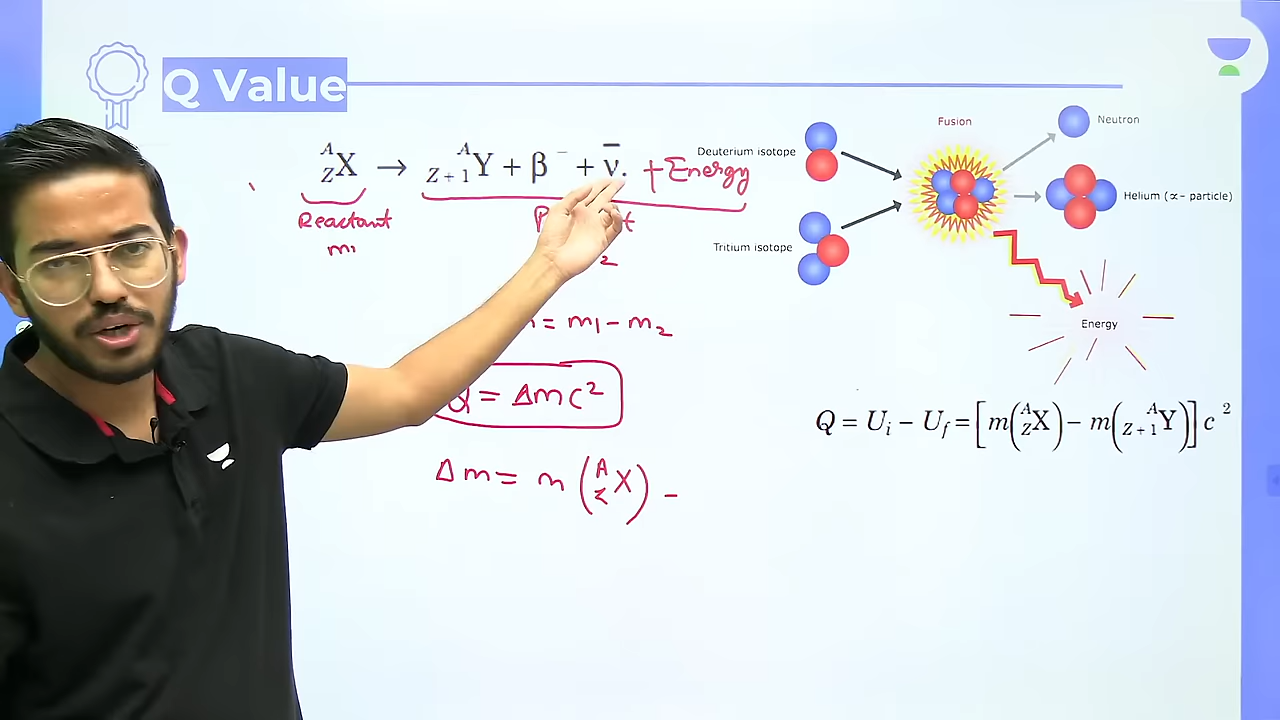 Q Value
^A_Z X → ^A_{Z+1} Y + β^- + ν̄. + Energy
Reactant
m₁
2
= m₁ - m₂
Q = Δmc²
Δm = m (^A_Z X) -
Fusion
Neutron
Deuterium isotope
Helium (∝- particle)
Tritium isotope
Energy
Q = U_i − U_f = [m(^A_Z X) − m(^A_{Z+1} Y)] c²